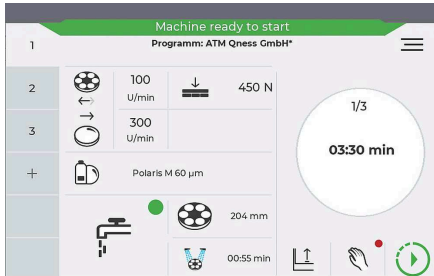 Machine ready to start
Programm: ATM Qness GmbH*
1
2
3
+
100
U/min
450 N
300
U/min
Polaris M 60 µm
204 mm
00:55 min
1/3
03:30 min